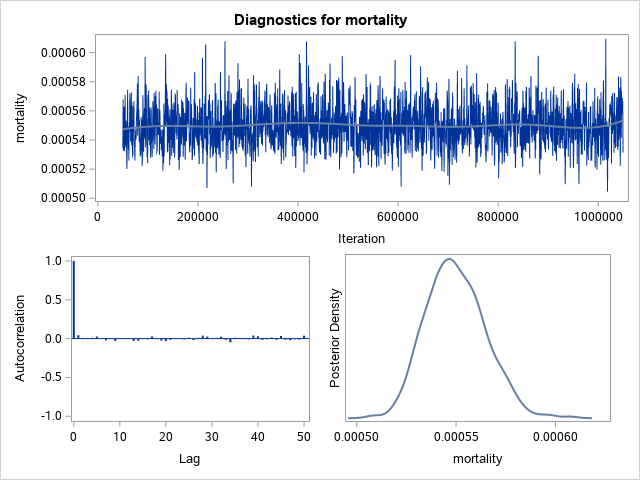 Diagnostics for mortality
mortality
0.00060
0.00058
0.00056
0.00054
0.00052
0.00050
0 200000 400000 600000 800000 1000000
Iteration
Autocorrelation
1.0
0.5
0.0
-0.5
-1.0
0 10 20 30 40 50
Lag
Posterior Density
0.00050 0.00055 0.00060
mortality